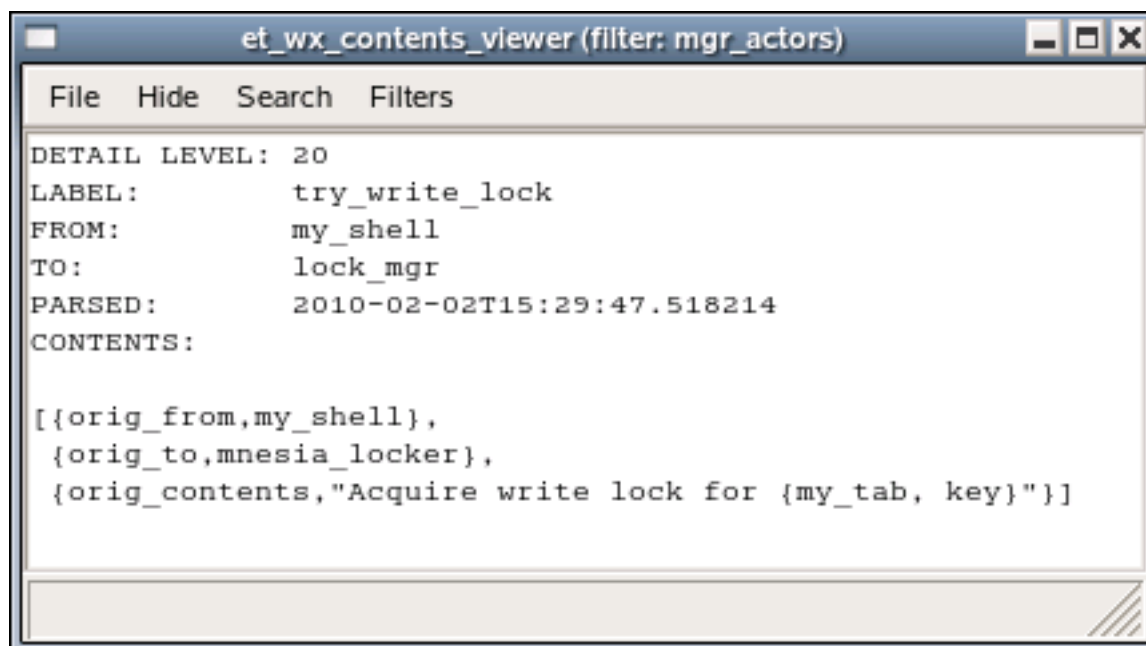 et_wx_contents_viewer (filter: mgr_actors)
File Hide Search Filters
DETAIL LEVEL: 20
LABEL: try_write_lock
FROM: my_shell
TO: lock_mgr
PARSED: 2010-02-02T15:29:47.518214
CONTENTS:
[{orig_from,my_shell},
{orig_to,mnesia_locker},
{orig_contents,"Acquire write lock for {my_tab, key}"}]